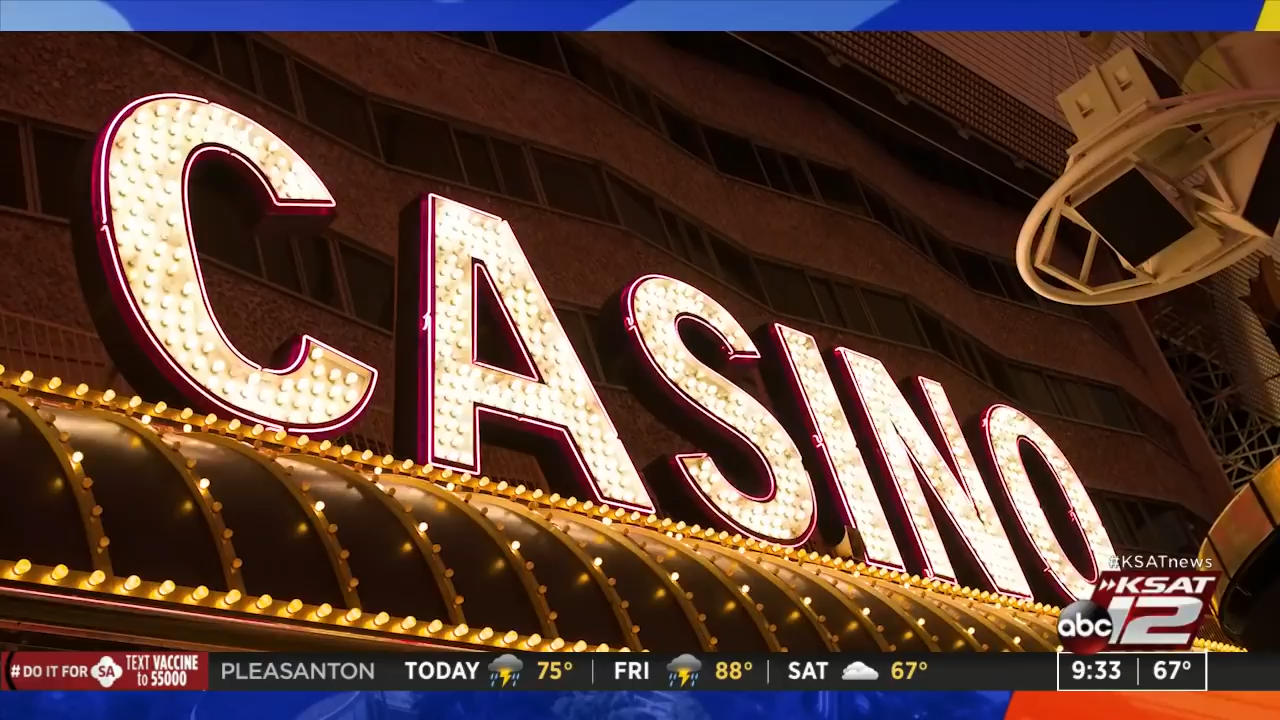 CASINO
#KSATnews
KSAT
abc 12
#DO IT FOR SA TEXT VACCINE to 55000
PLEASANTON TODAY 75° FRI 88° SAT 67°
9:33 67°